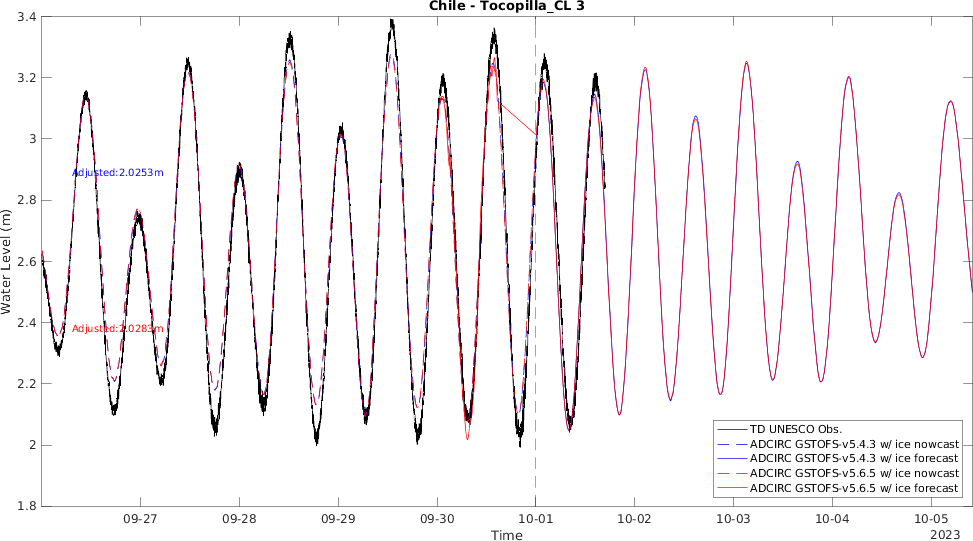 Chile - Tocopilla_CL 3
3.4
3.2
3
2.8
2.6
2.4
2.2
2
1.8
Water Level (m)
Adjusted:2.0253m
Adjusted:2.0283m
TD UNESCO Obs.
ADCIRC GSTOFS-v5.4.3 w/ ice nowcast
ADCIRC GSTOFS-v5.4.3 w/ ice forecast
ADCIRC GSTOFS-v5.6.5 w/ ice nowcast
ADCIRC GSTOFS-v5.6.5 w/ ice forecast
09-27 09-28 09-29 09-30 10-01 10-02 10-03 10-04 10-05
Time
2023